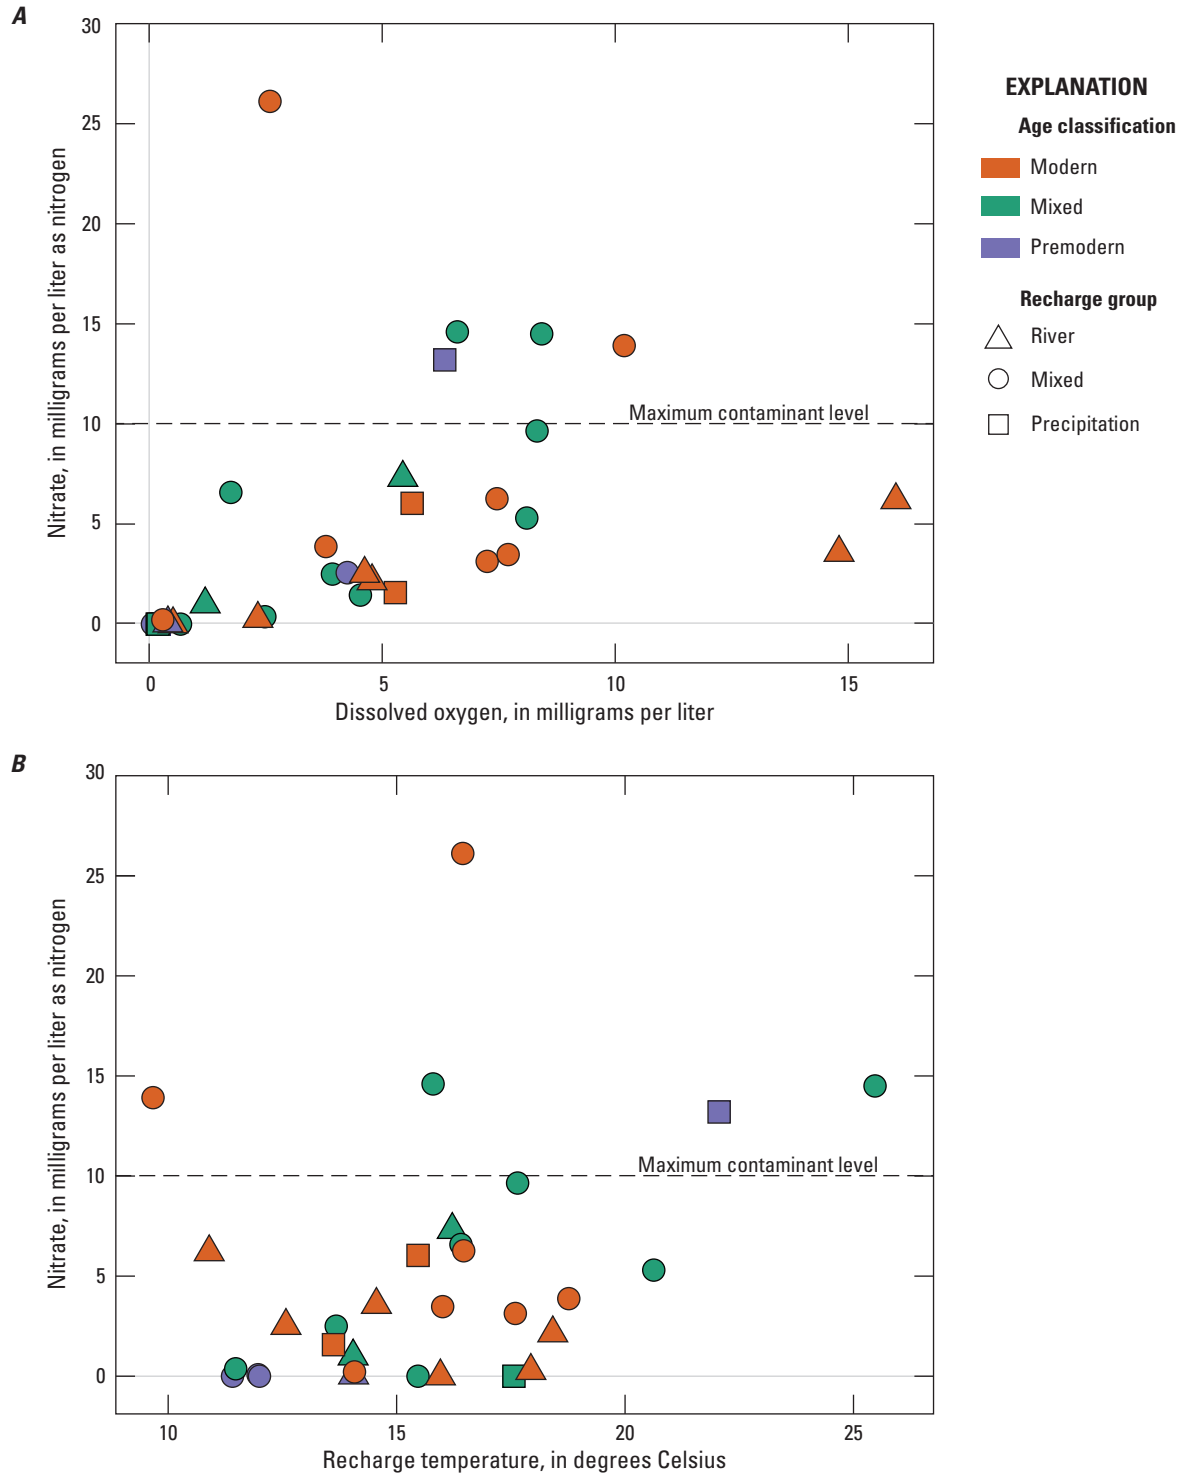 A
30
25
20
15
10
5
0
Nitrate, in milligrams per liter as nitrogen
Maximum contaminant level
0 5 10 15
Dissolved oxygen, in milligrams per liter
EXPLANATION
Age classification
Modern
Mixed
Premodern
Recharge group
River
Mixed
Precipitation
B
30
25
20
15
10
5
0
Nitrate, in milligrams per liter as nitrogen
Maximum contaminant level
10 15 20 25
Recharge temperature, in degrees Celsius